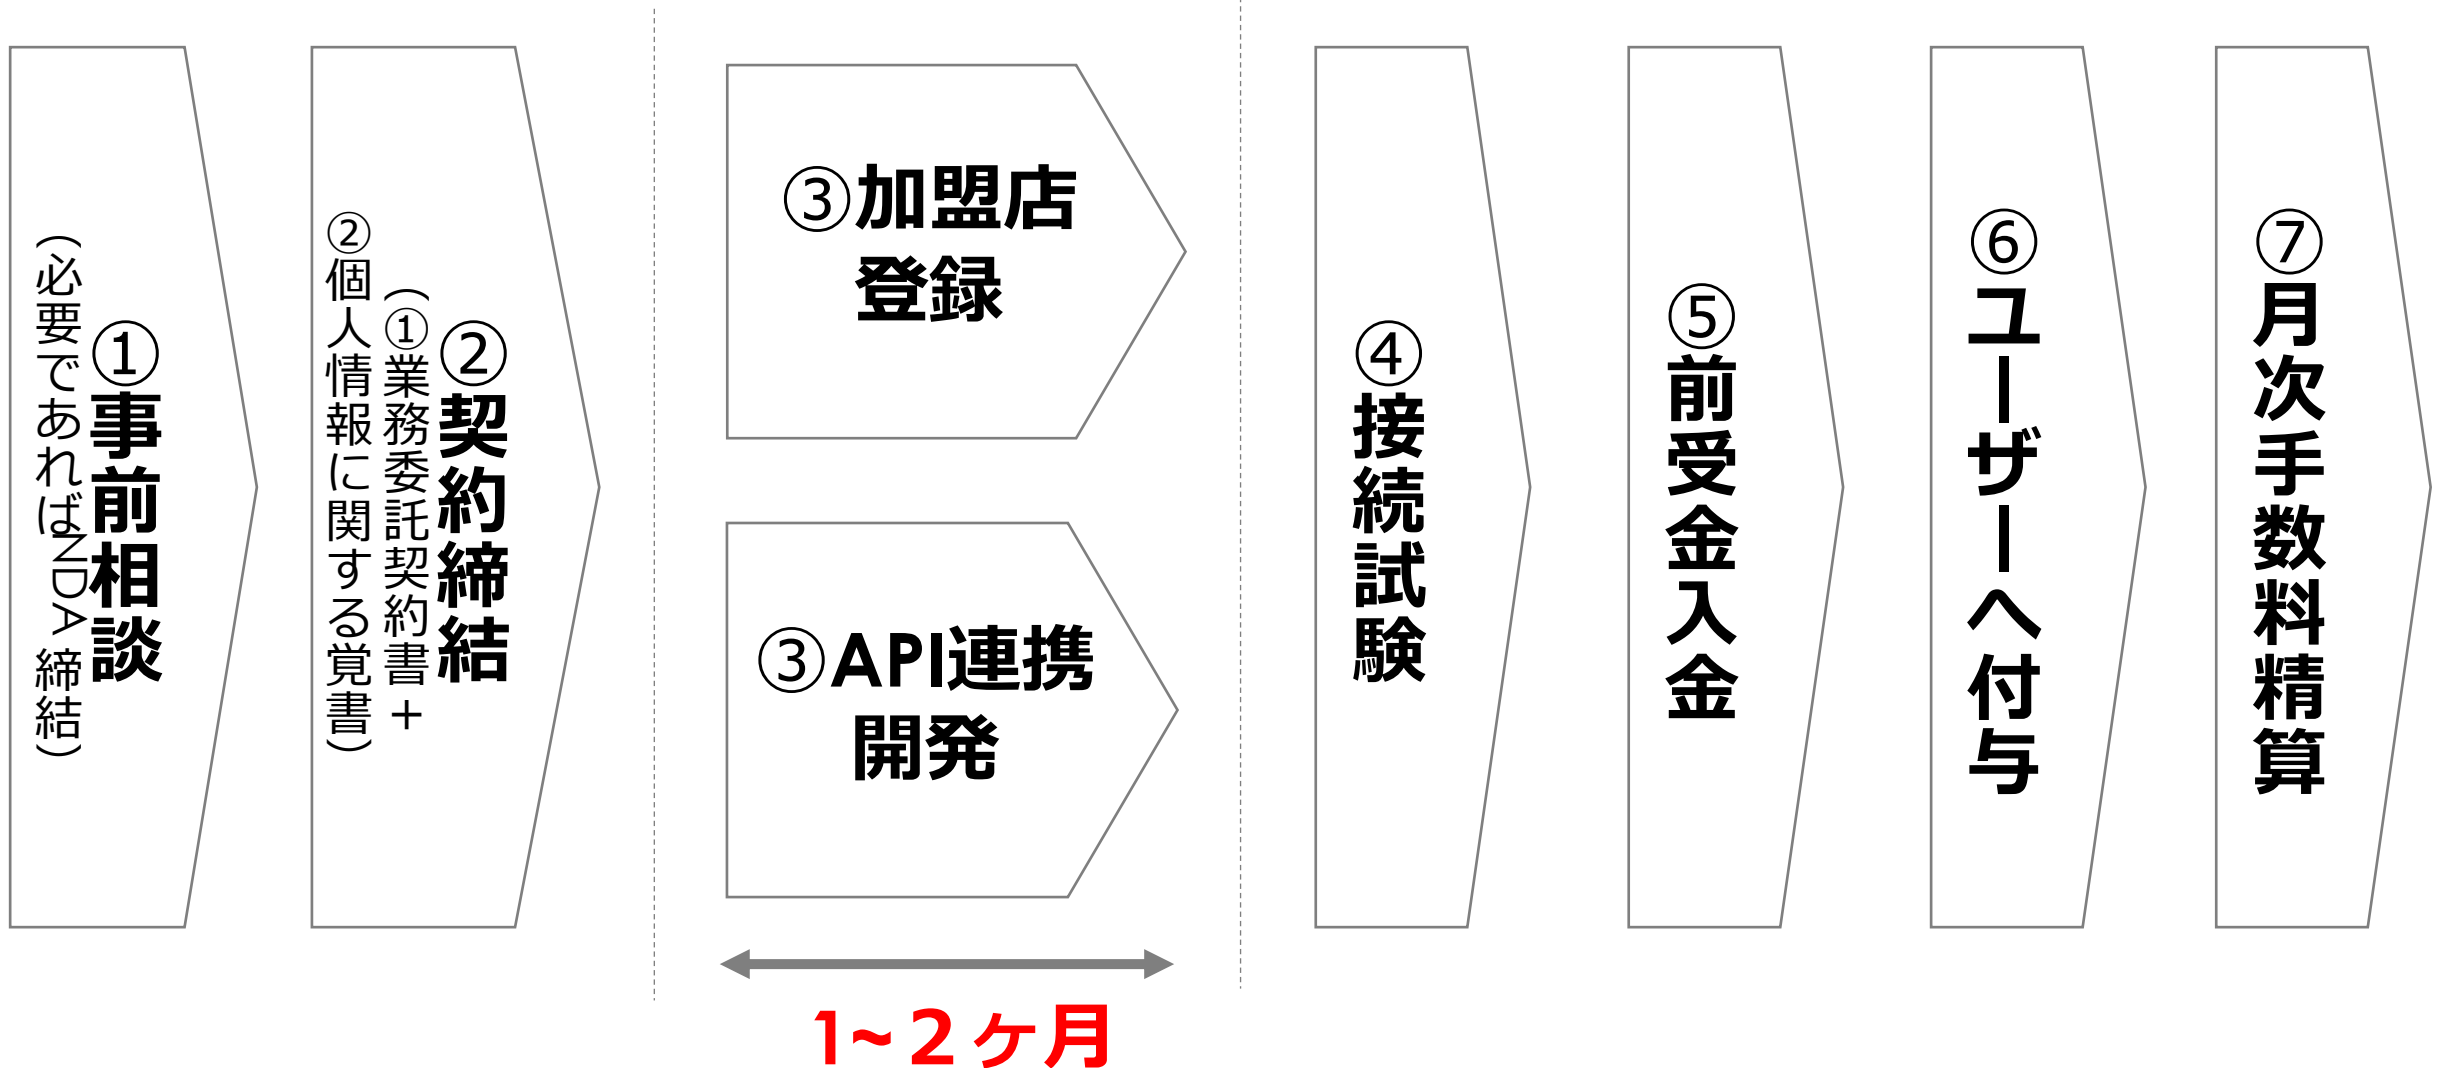 ①事前相談
（必要であればNDA締結）
②契約締結
（①業務委託契約書＋
②個人情報に関する覚書）
③加盟店
登録
③API連携
開発
1~２ヶ月
④接続試験
⑤前受金入金
⑥ユーザーへ付与
⑦月次手数料精算